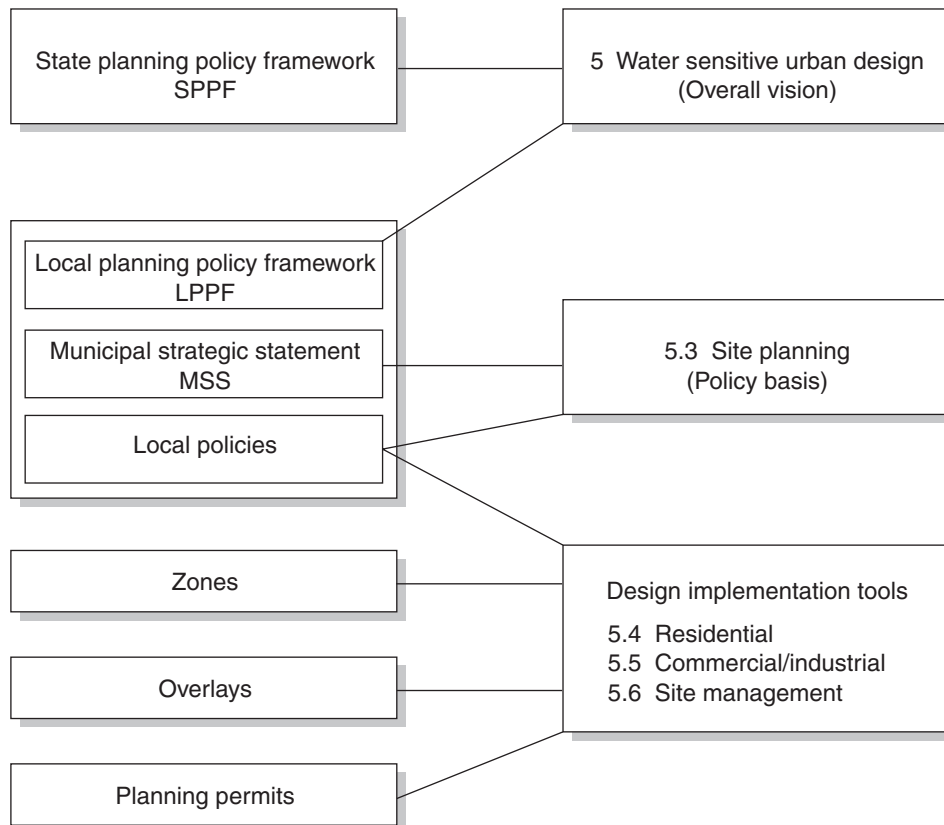 State planning policy framework
SPPF
5 Water sensitive urban design
(Overall vision)
Local planning policy framework
LPPF
Municipal strategic statement
MSS
Local policies
5.3 Site planning
(Policy basis)
Zones
Overlays
Planning permits
Design implementation tools
5.4 Residential
5.5 Commercial/industrial
5.6 Site management